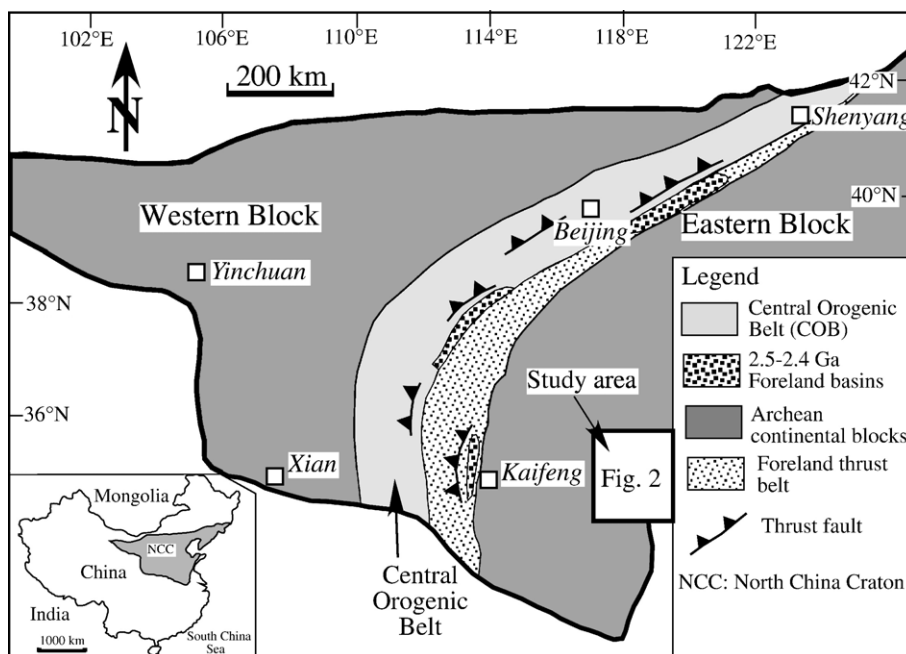 102°E
106°E
110°E
114°E
118°E
122°E
200 km
N
42°N
Shenyang
40°N
Western Block
Beijing
Eastern Block
Yinchuan
38°N
Study area
36°N
Xian
Kaifeng
Fig. 2
Central
Orogenic
Belt
Legend
Central Orogenic
Belt (COB)
2.5-2.4 Ga
Foreland basins
Archean
continental blocks
Foreland thrust
belt
Thrust fault
NCC: North China Craton
Mongolia
NCC
China
India
1000 km
South China
Sea